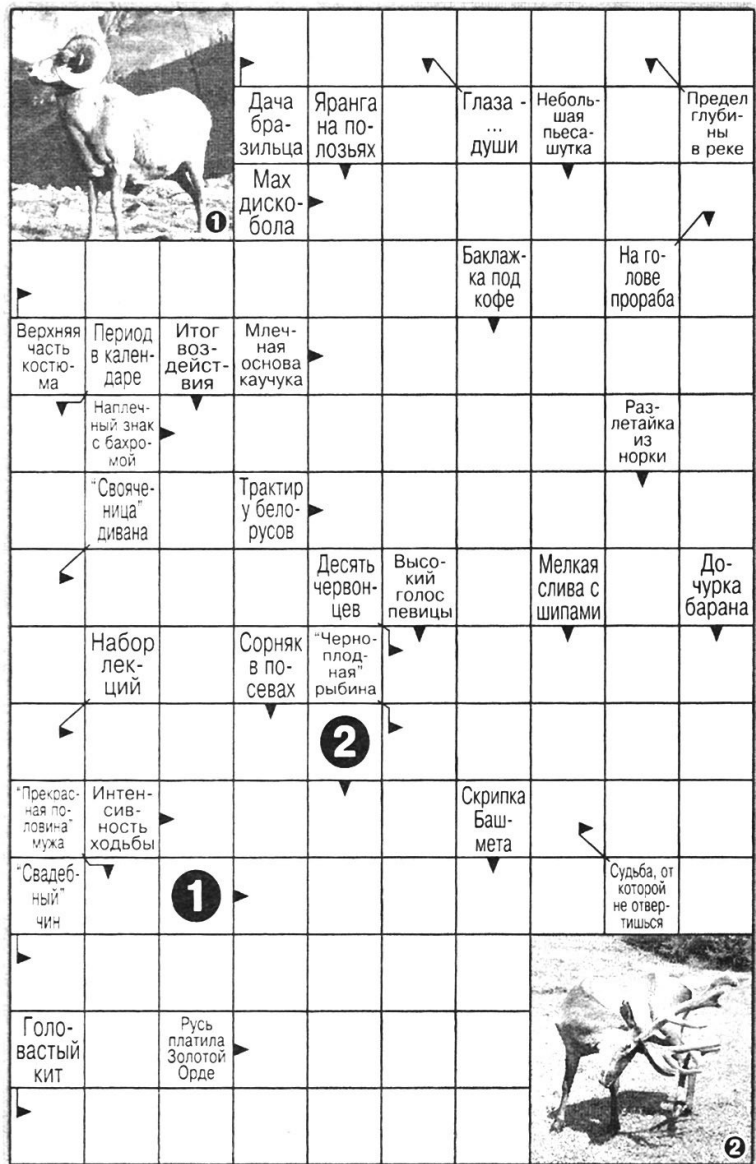 Дача
бра-
зильца
Яранга
на по-
лозьях
Глаза -
...
души
Неболь-
шая
пьеса-
шутка
Предел
глуби-
ны
в реке
1
Мах
диско-
бола
Баклаж-
ка под
кофе
На го-
лове
прораба
Верхняя
часть
костю-
ма
Период
в кален-
даре
Итог
воз-
действ-
вия
Млеч-
ная
основа
каучука
Наплеч-
ный знак
с бахро-
мой
Раз-
летайка
из
норки
"Свояче-
ница"
дивана
Трактир
у бело-
русов
Десять
червон-
цев
Высо-
кий
голос
певицы
Мелкая
слива с
шипами
До-
чурка
барана
Набор
лек-
ций
Сорняк
в по-
севах
"Черно-
плод-
ная"
рыбина
2
"Прекрас-
ная по-
ловина"
мужа
Интен-
сив-
ность
ходьбы
Скрипка
Баш-
мета
"Свадеб-
ный"
чин
1
Судьба, от
которой
не отвер-
тишься
Голо-
вастый
кит
Русь
платила
Золотой
Орде
2